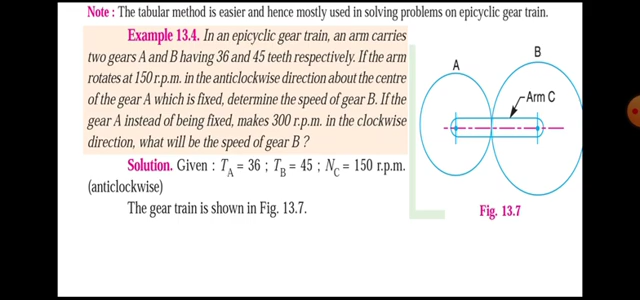 Note : The tabular method is easier and hence mostly used in solving problems on epicyclic gear train.
Example 13.4. In an epicyclic gear train, an arm carries
two gears A and B having 36 and 45 teeth respectively. If the arm
rotates at 150 r.p.m. in the anticlockwise direction about the centre
of the gear A which is fixed, determine the speed of gear B. If the
gear A instead of being fixed, makes 300 r.p.m. in the clockwise
direction, what will be the speed of gear B ?
Solution. Given : T_A = 36 ; T_B = 45 ; N_C = 150 r.p.m.
(anticlockwise)
The gear train is shown in Fig. 13.7.
A
B
Arm C
Fig. 13.7